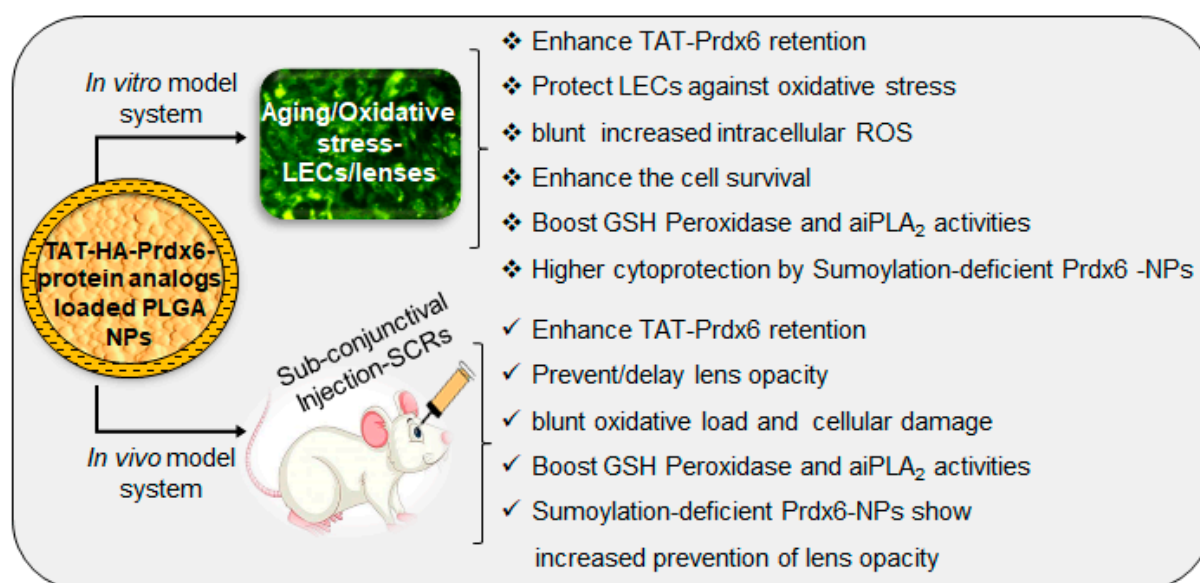 In vitro model
system
Aging/Oxidative
stress-
LECs/lenses
❖ Enhance TAT-Prdx6 retention
❖ Protect LECs against oxidative stress
❖ blunt increased intracellular ROS
❖ Enhance the cell survival
❖ Boost GSH Peroxidase and aiPLA₂ activities
❖ Higher cytoprotection by Sumoylation-deficient Prdx6 -NPs
TAT-HA-Prdx6-
protein analogs
loaded PLGA
NPs
In vivo model
system
Sub-conjunctival
Injection-SCRs
✓ Enhance TAT-Prdx6 retention
✓ Prevent/delay lens opacity
✓ blunt oxidative load and cellular damage
✓ Boost GSH Peroxidase and aiPLA₂ activities
✓ Sumoylation-deficient Prdx6-NPs show
increased prevention of lens opacity